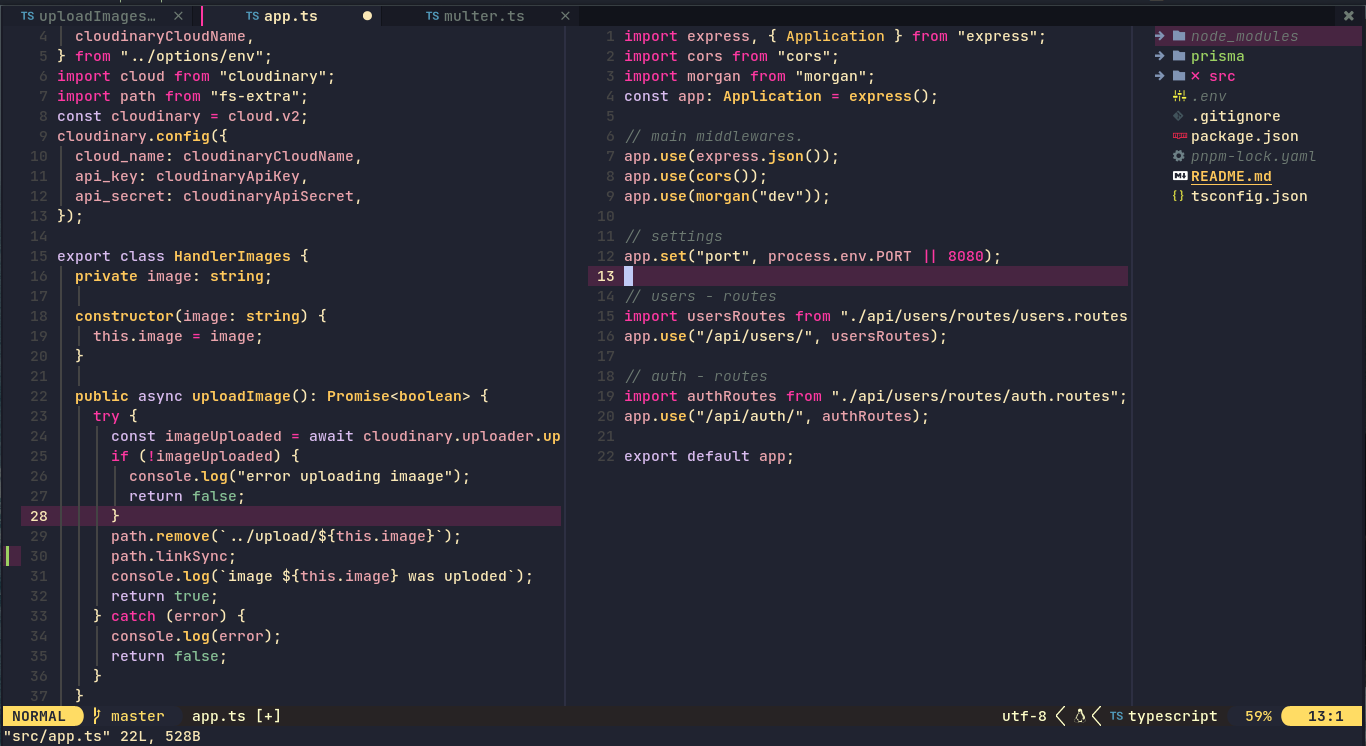 TS uploadImages… ✕ TS app.ts ● TS multer.ts ✕ ✖
4 cloudinaryCloudName,
5 } from "../options/env";
6 import cloud from "cloudinary";
7 import path from "fs-extra";
8 const cloudinary = cloud.v2;
9 cloudinary.config({
10 cloud_name: cloudinaryCloudName,
11 api_key: cloudinaryApiKey,
12 api_secret: cloudinaryApiSecret,
13 });
14
15 export class HandlerImages {
16 private image: string;
17
18 constructor(image: string) {
19 this.image = image;
20 }
21
22 public async uploadImage(): Promise<boolean> {
23 try {
24 const imageUploaded = await cloudinary.uploader.up
25 if (!imageUploaded) {
26 console.log("error uploading imaage");
27 return false;
28 }
29 path.remove(`../upload/${this.image}`);
30 path.linkSync;
31 console.log(`image ${this.image} was uploded`);
32 return true;
33 } catch (error) {
34 console.log(error);
35 return false;
36 }
37 }
1 import express, { Application } from "express";
2 import cors from "cors";
3 import morgan from "morgan";
4 const app: Application = express();
5
6 // main middlewares.
7 app.use(express.json());
8 app.use(cors());
9 app.use(morgan("dev"));
10
11 // settings
12 app.set("port", process.env.PORT || 8080);
13
14 // users - routes
15 import usersRoutes from "./api/users/routes/users.routes
16 app.use("/api/users/", usersRoutes);
17
18 // auth - routes
19 import authRoutes from "./api/users/routes/auth.routes";
20 app.use("/api/auth/", authRoutes);
21
22 export default app;
node_modules
prisma
✕ src
.env
.gitignore
package.json
pnpm-lock.yaml
README.md
{} tsconfig.json
NORMAL master app.ts [+] utf-8 TS typescript 59% 13:1
"src/app.ts" 22L, 528B